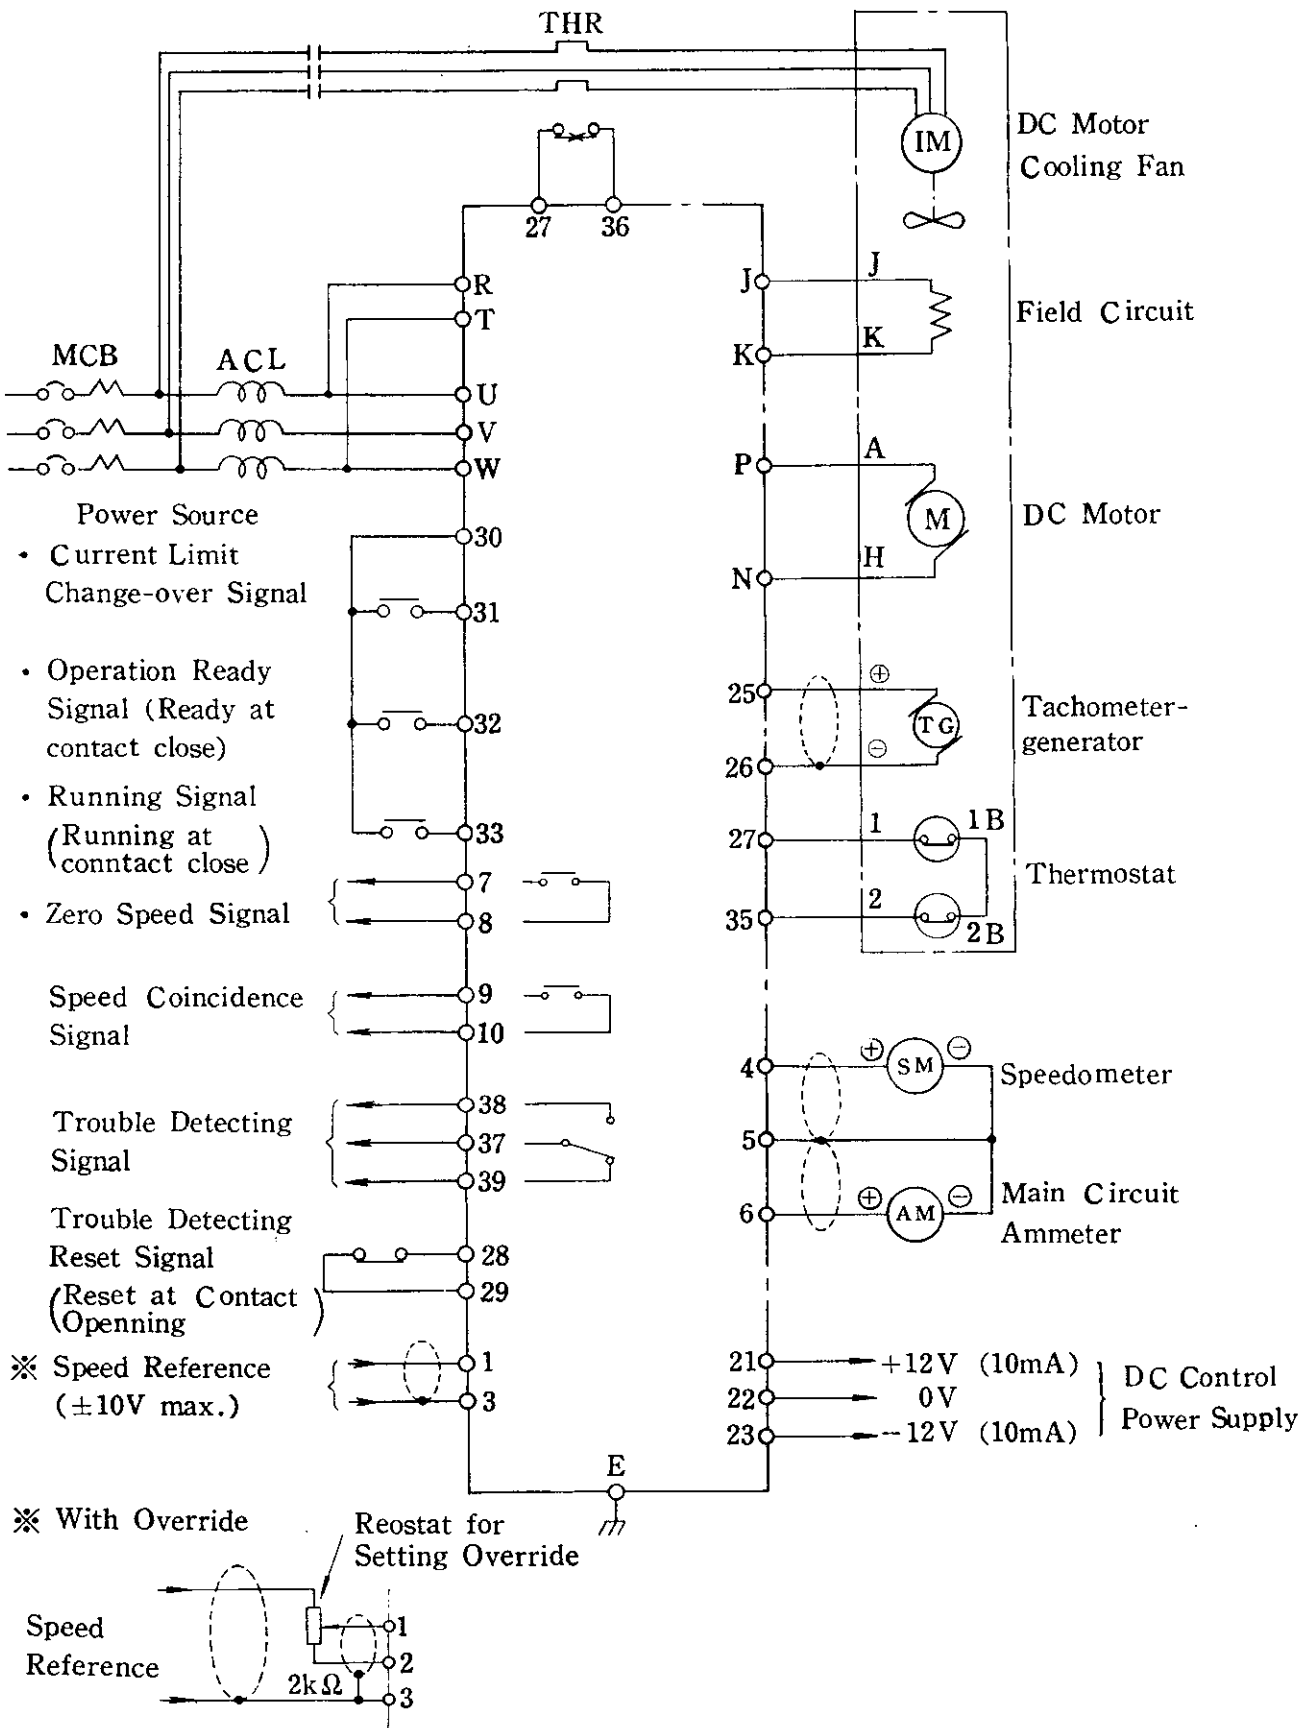 THR
DC Motor
Cooling Fan
IM
27 36
R
T
J J
K K
Field Circuit
MCB ACL
U
V
W
Power Source
P A
M
DC Motor
N H
• Current Limit
Change-over Signal
30
31
• Operation Ready
Signal (Ready at
contact close)
32
25 ⊕
TG
26 ⊖
Tachometer-
generator
• Running Signal
(Running at
conntact close)
33
27 1 1B
35 2 2B
Thermostat
• Zero Speed Signal
7
8
Speed Coincidence
Signal
9
10
4 ⊕ SM ⊖
Speedometer
5
6 ⊕ AM ⊖
Main Circuit
Ammeter
Trouble Detecting
Signal
38
37
39
Trouble Detecting
Reset Signal
(Reset at Contact
Openning)
28
29
※ Speed Reference
(±10V max.)
1
3
21 +12V (10mA)
22 0V
23 -12V (10mA)
DC Control
Power Supply
E
※ With Override
Reostat for
Setting Override
Speed
Reference
2kΩ
1
2
3